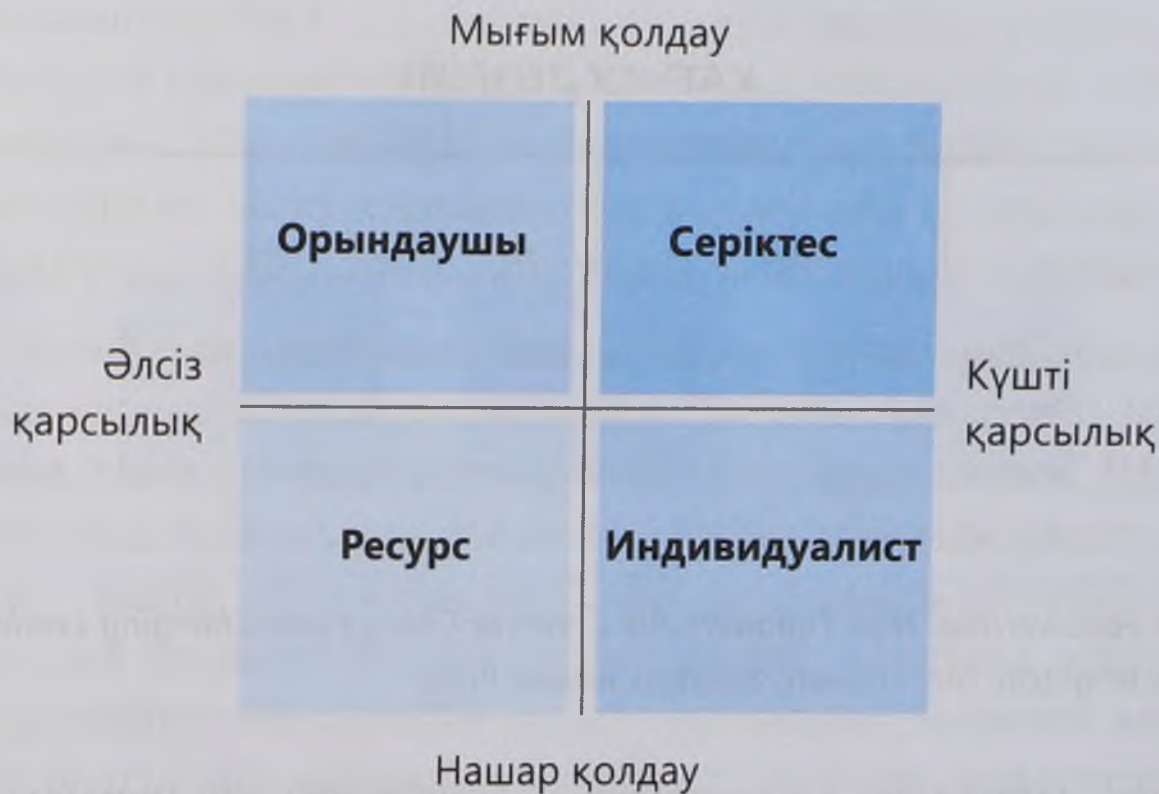 Мығым қолдау
Орындаушы
Серіктес
Әлсіз
қарсылық
Күшті
қарсылық
Ресурс
Индивидуалист
Нашар қолдау